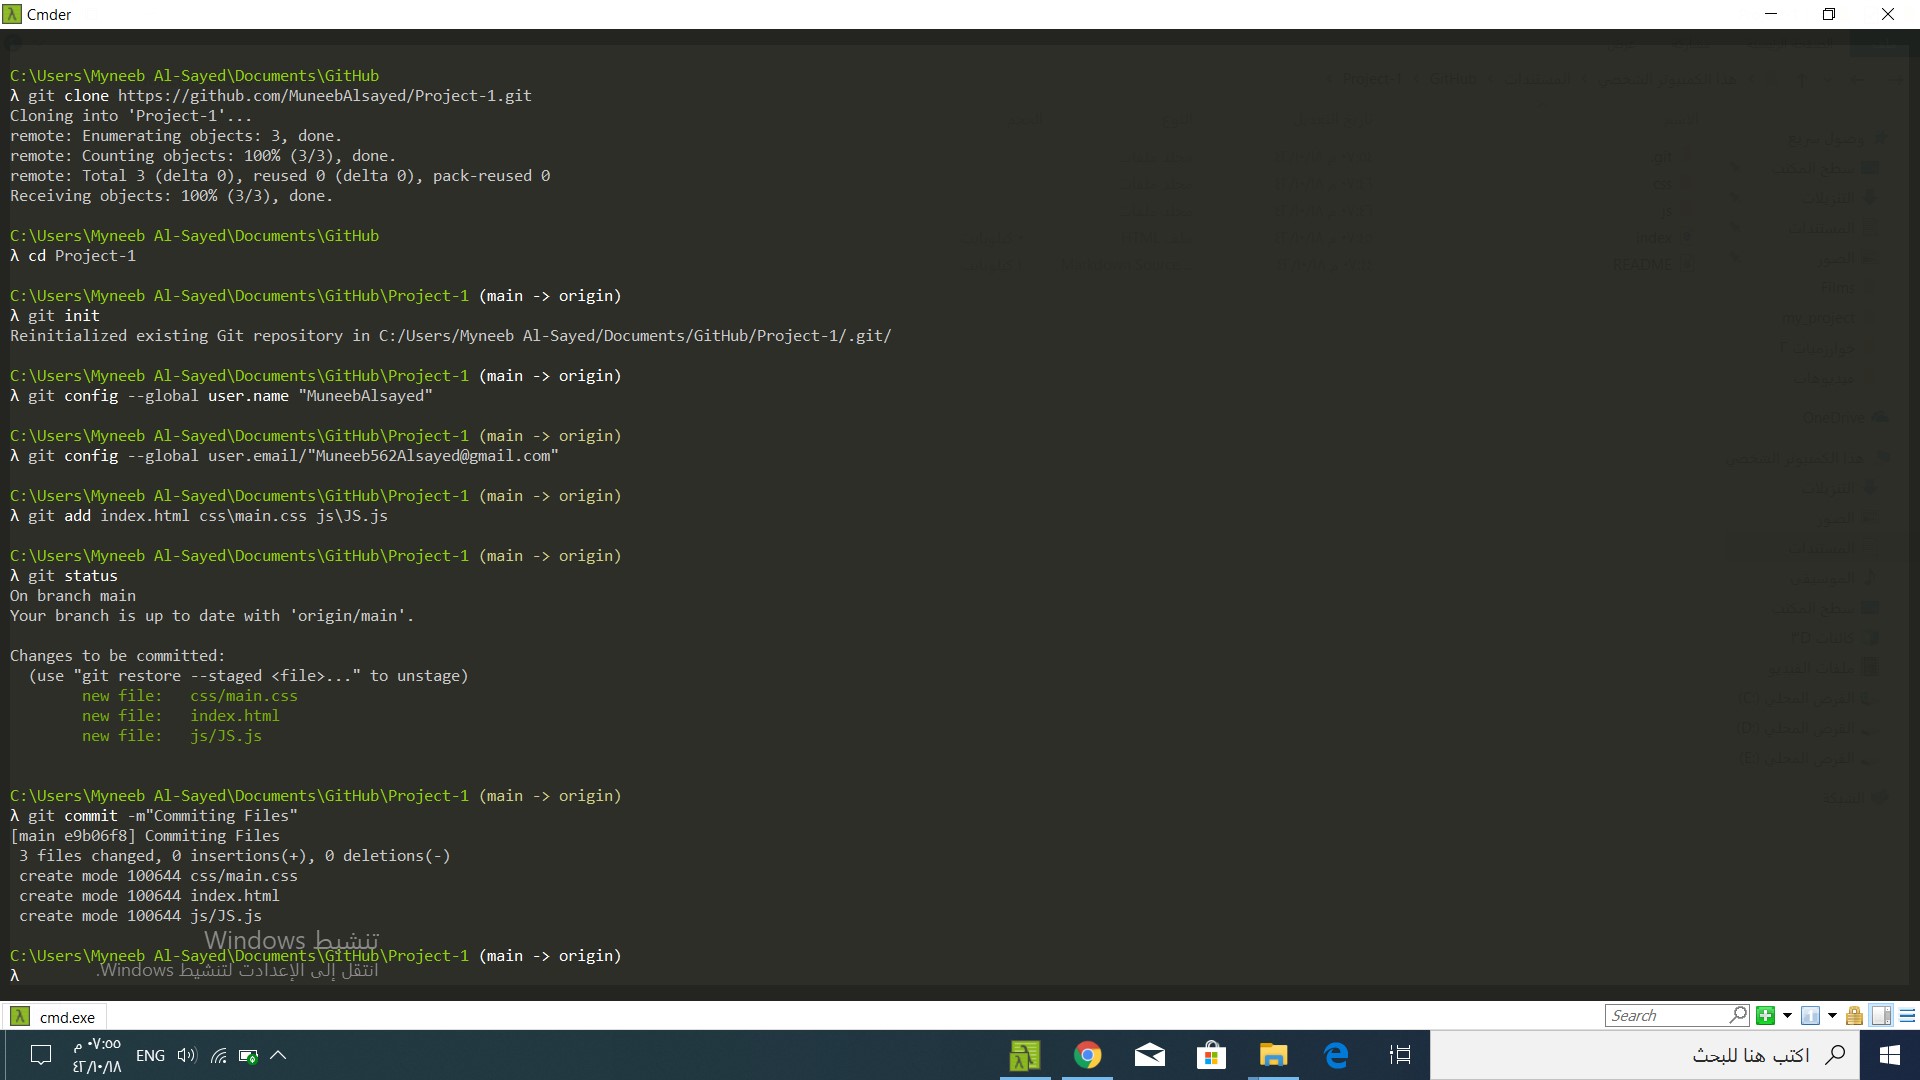 Cmder
C:\Users\Myneeb Al-Sayed\Documents\GitHub
λ git clone https://github.com/MuneebAlsayed/Project-1.git
Cloning into 'Project-1'...
remote: Enumerating objects: 3, done.
remote: Counting objects: 100% (3/3), done.
remote: Total 3 (delta 0), reused 0 (delta 0), pack-reused 0
Receiving objects: 100% (3/3), done.
C:\Users\Myneeb Al-Sayed\Documents\GitHub
λ cd Project-1
C:\Users\Myneeb Al-Sayed\Documents\GitHub\Project-1 (main -> origin)
λ git init
Reinitialized existing Git repository in C:/Users/Myneeb Al-Sayed/Documents/GitHub/Project-1/.git/
C:\Users\Myneeb Al-Sayed\Documents\GitHub\Project-1 (main -> origin)
λ git config --global user.name "MuneebAlsayed"
C:\Users\Myneeb Al-Sayed\Documents\GitHub\Project-1 (main -> origin)
λ git config --global user.email/"Muneeb562Alsayed@gmail.com"
C:\Users\Myneeb Al-Sayed\Documents\GitHub\Project-1 (main -> origin)
λ git add index.html css\main.css js\JS.js
C:\Users\Myneeb Al-Sayed\Documents\GitHub\Project-1 (main -> origin)
λ git status
On branch main
Your branch is up to date with 'origin/main'.
Changes to be committed:
(use "git restore --staged <file>..." to unstage)
new file:   css/main.css
new file:   index.html
new file:   js/JS.js
C:\Users\Myneeb Al-Sayed\Documents\GitHub\Project-1 (main -> origin)
λ git commit -m"Commiting Files"
[main e9b06f8] Commiting Files
3 files changed, 0 insertions(+), 0 deletions(-)
create mode 100644 css/main.css
create mode 100644 index.html
create mode 100644 js/JS.js
تنشيط Windows
C:\Users\Myneeb Al-Sayed\Documents\GitHub\Project-1 (main -> origin)
انتقل إلى الإعدادت لتنشيط Windows.
λ
cmd.exe
Search
٠٧:٥٥ م
ENG
٤٢/١٠/١٨
اكتب هنا للبحث